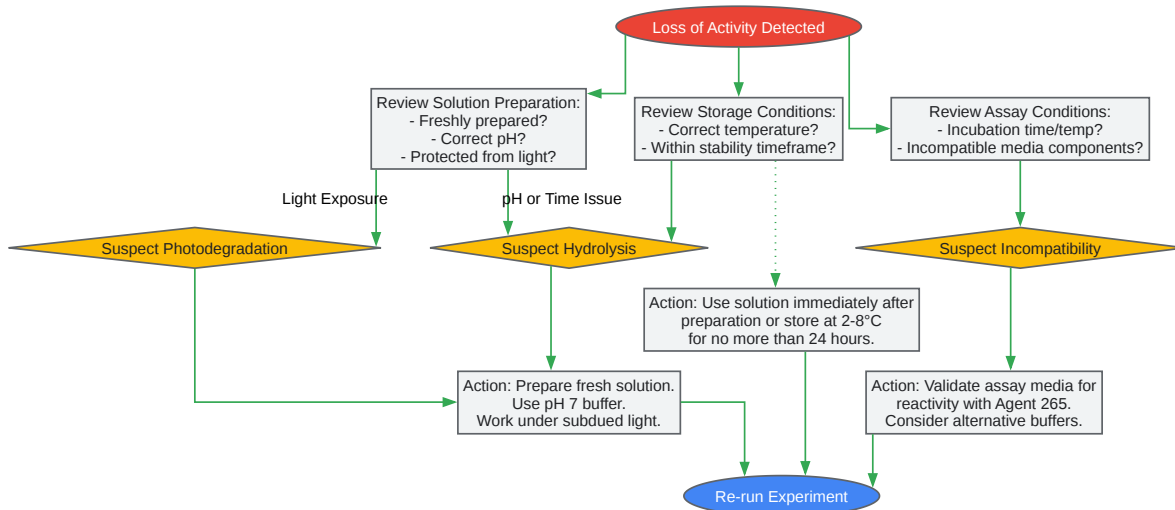 Loss of Activity Detected
Review Solution Preparation:
- Freshly prepared?
- Correct pH?
- Protected from light?
Review Storage Conditions:
- Correct temperature?
- Within stability timeframe?
Review Assay Conditions:
- Incubation time/temp?
- Incompatible media components?
Light Exposure
pH or Time Issue
Suspect Photodegradation
Suspect Hydrolysis
Suspect Incompatibility
Action: Use solution immediately after
preparation or store at 2-8°C
for no more than 24 hours.
Action: Prepare fresh solution.
Use pH 7 buffer.
Work under subdued light.
Action: Validate assay media for
reactivity with Agent 265.
Consider alternative buffers.
Re-run Experiment